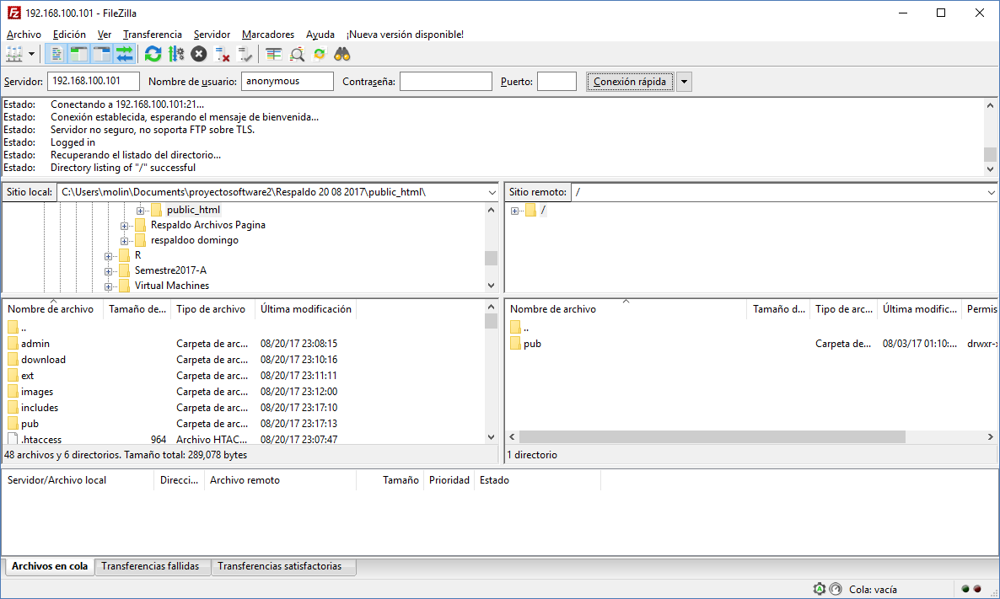 192.168.100.101 - FileZilla
Archivo Edición Ver Transferencia Servidor Marcadores Ayuda ¡Nueva versión disponible!
Servidor: 192.168.100.101 Nombre de usuario: anonymous Contraseña: Puerto: Conexión rápida
Estado: Conectando a 192.168.100.101:21...
Estado: Conexión establecida, esperando el mensaje de bienvenida...
Estado: Servidor no seguro, no soporta FTP sobre TLS.
Estado: Logged in
Estado: Recuperando el listado del directorio...
Estado: Directory listing of "/" successful
Sitio local: C:\Users\molin\Documents\proyectosoftware2\Respaldo 20 08 2017\public_html\
public_html
Respaldo Archivos Pagina
respaldoo domingo
R
Semestre2017-A
Virtual Machines
Sitio remoto: /
/
Nombre de archivo Tamaño de... Tipo de archivo Última modificación
..
admin Carpeta de arc... 08/20/17 23:08:15
download Carpeta de arc... 08/20/17 23:10:16
ext Carpeta de arc... 08/20/17 23:11:11
images Carpeta de arc... 08/20/17 23:12:00
includes Carpeta de arc... 08/20/17 23:17:10
pub Carpeta de arc... 08/20/17 23:17:13
.htaccess 964 Archivo HTAC... 08/20/17 23:07:47
48 archivos y 6 directorios. Tamaño total: 289,078 bytes
Nombre de archivo Tamaño d... Tipo de arc... Última modific... Permis
..
pub Carpeta de... 08/03/17 01:10:... drwxr-x
1 directorio
Servidor/Archivo local Direcci... Archivo remoto Tamaño Prioridad Estado
Archivos en cola Transferencias fallidas Transferencias satisfactorias
Cola: vacía